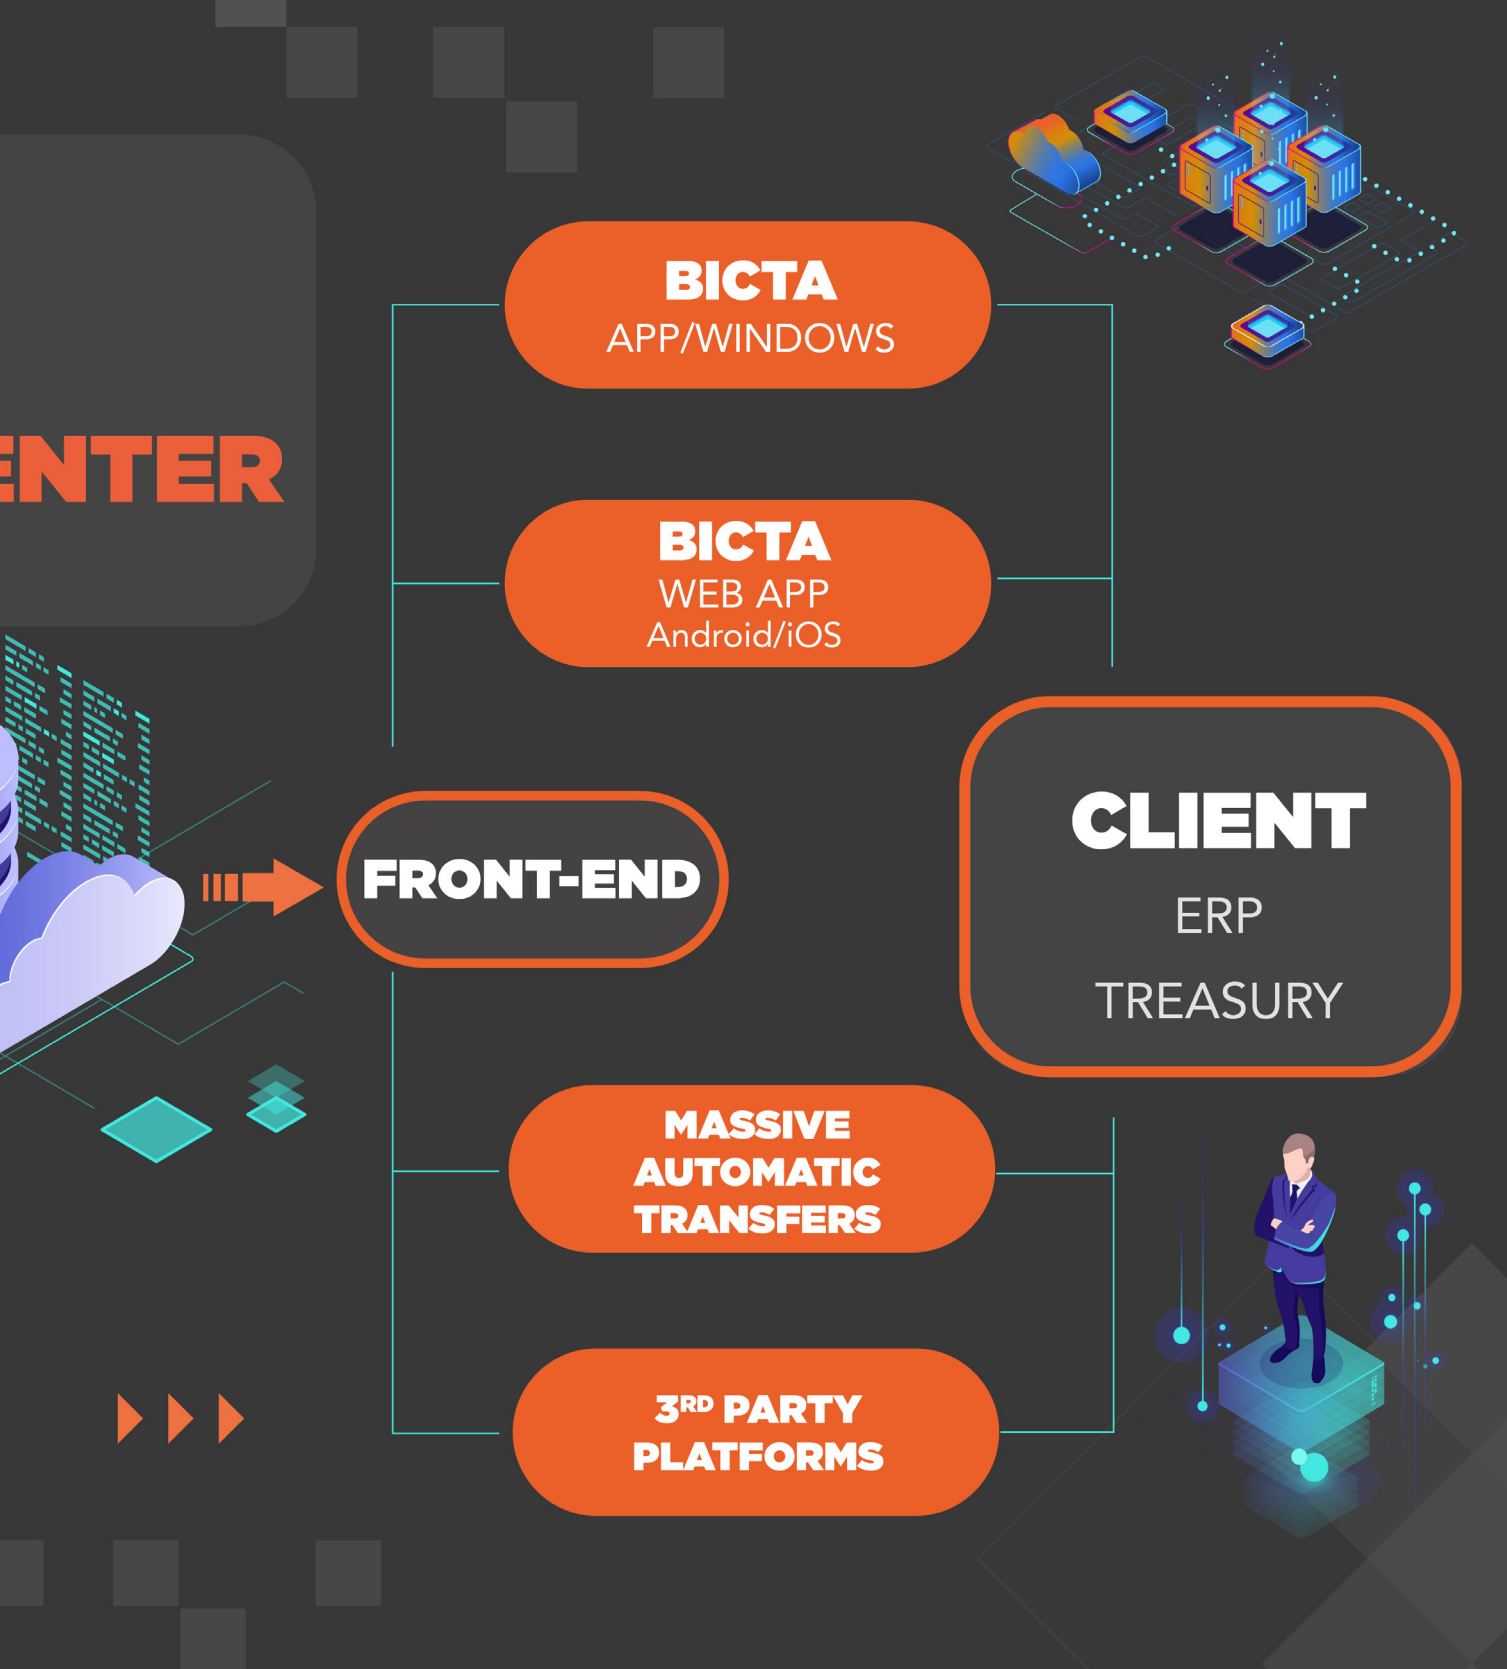 BICTA
APP/WINDOWS
ENTER
BICTA
WEB APP
Android/iOS
FRONT-END
CLIENT
ERP
TREASURY
MASSIVE
AUTOMATIC
TRANSFERS
3RD PARTY
PLATFORMS